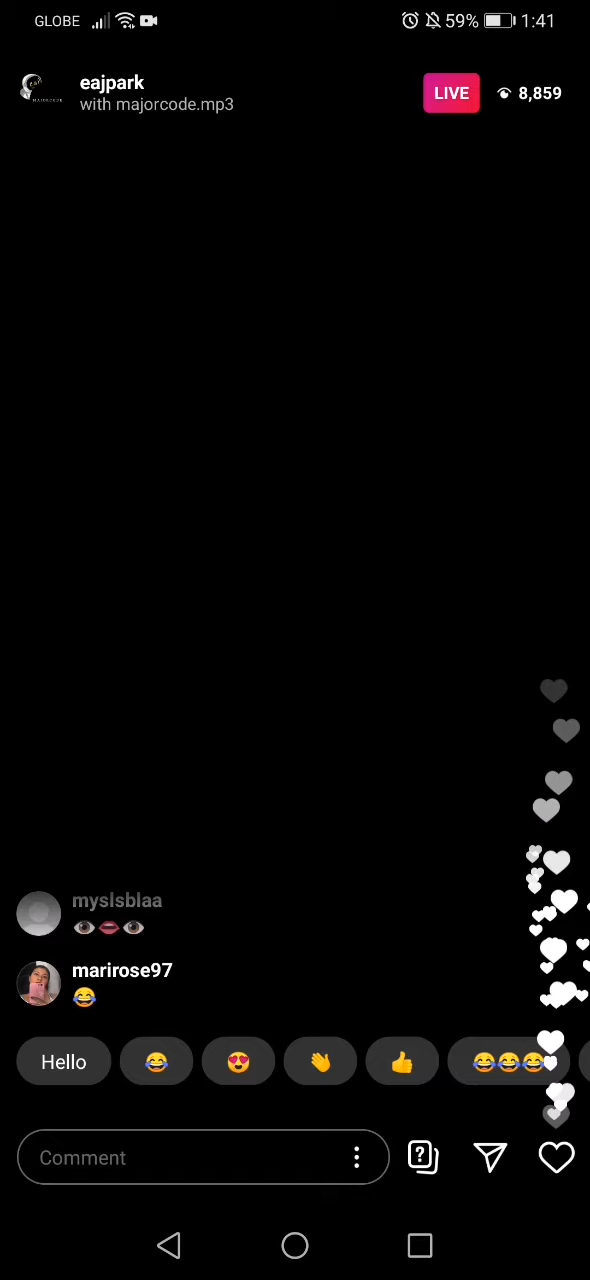 GLOBE 59% 1:41
eajpark
with majorcode.mp3
LIVE 8,859
myslsblaa
👁👄👁
marirose97
😂
Hello 😂 😍 👋 👍 😂😂😂
Comment